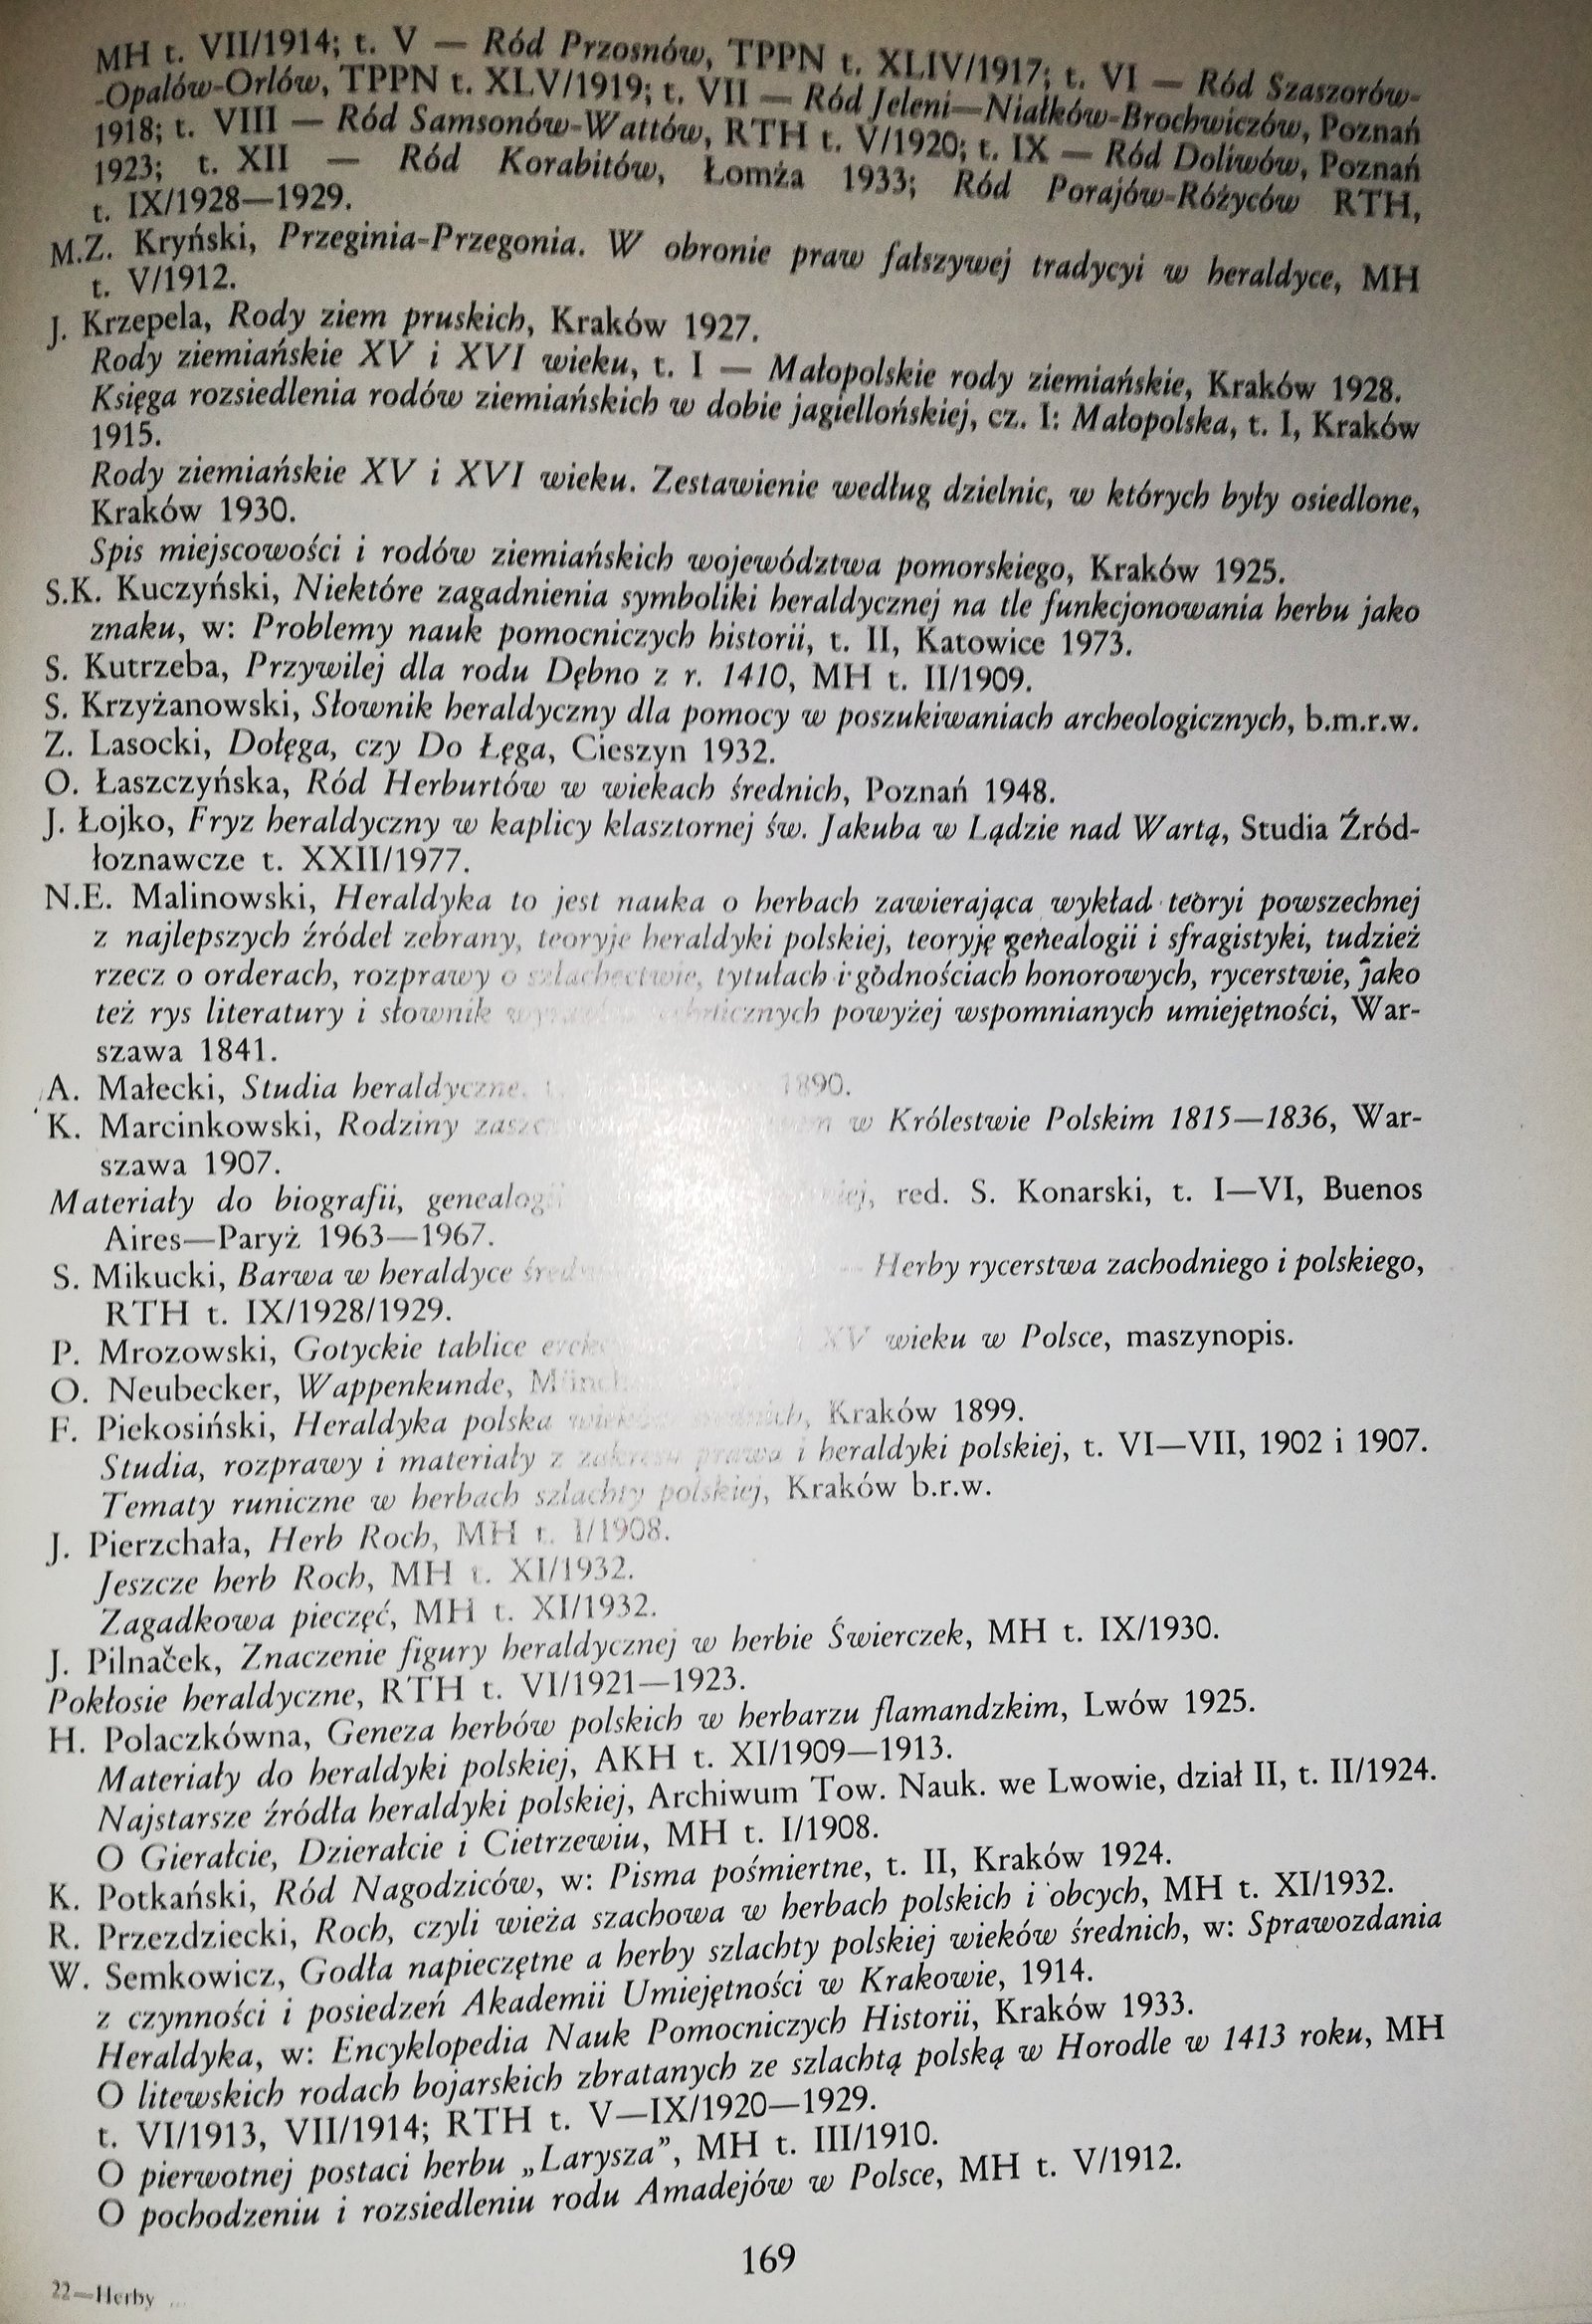 MH t. VII/1914; t. V — Ród Przosnów, TPPN t. XLIV/1917; t. VI — Ród Szaszorów-
-Opalów-Orlów, TPPN t. XLV/1919; t. VII — Ród Jeleni—Niałków-Brochwiczów, Poznań
1918; t. VIII — Ród Samsonów-Wattów, RTH t. V/1920; t. IX — Ród Doliwów, Poznań
1923; t. XII — Ród Korabitów, Łomża 1933; Ród Porajów-Różyców RTH,
t. IX/1928—1929.
M.Z. Kryński, Przeginia-Przegonia. W obronie praw fałszywej tradycyi w heraldyce, MH
t. V/1912.
J. Krzepela, Rody ziem pruskich, Kraków 1927.
Rody ziemiańskie XV i XVI wieku, t. I — Małopolskie rody ziemiańskie, Kraków 1928.
Księga rozsiedlenia rodów ziemiańskich w dobie jagiellońskiej, cz. I: Małopolska, t. I, Kraków
1915.
Rody ziemiańskie XV i XVI wieku. Zestawienie według dzielnic, w których były osiedlone,
Kraków 1930.
Spis miejscowości i rodów ziemiańskich województwa pomorskiego, Kraków 1925.
S.K. Kuczyński, Niektóre zagadnienia symboliki heraldycznej na tle funkcjonowania herbu jako
znaku, w: Problemy nauk pomocniczych historii, t. II, Katowice 1973.
S. Kutrzeba, Przywilej dla rodu Dębno z r. 1410, MH t. II/1909.
S. Krzyżanowski, Słownik heraldyczny dla pomocy w poszukiwaniach archeologicznych, b.m.r.w.
Z. Lasocki, Dołęga, czy Do Łęga, Cieszyn 1932.
O. Łaszczyńska, Ród Herburtów w wiekach średnich, Poznań 1948.
J. Łojko, Fryz heraldyczny w kaplicy klasztornej św. Jakuba w Lądzie nad Wartą, Studia Źród-
łoznawcze t. XXII/1977.
N.E. Malinowski, Heraldyka to jest nauka o herbach zawierająca wykład teoryi powszechnej
z najlepszych źródeł zebrany, teoryje heraldyki polskiej, teoryję genealogii i sfragistyki, tudzież
rzecz o orderach, rozprawy o szlachectwie, tytułach i godnościach honorowych, rycerstwie, jako
też rys literatury i słownik powyżej wspomnianych umiejętności, War-
szawa 1841.
A. Małecki, Studia heraldyczne, 1890.
K. Marcinkowski, Rodziny w Królestwie Polskim 1815—1836, War-
szawa 1907.
Materiały do biografii, genealogii red. S. Konarski, t. I—VI, Buenos
Aires—Paryż 1963—1967.
S. Mikucki, Barwa w heraldyce — Herby rycerstwa zachodniego i polskiego,
RTH t. IX/1928/1929.
P. Mrozowski, Gotyckie tablice XV wieku w Polsce, maszynopis.
O. Neubecker, Wappenkunde,
F. Piekosiński, Heraldyka polska wieków średnich, Kraków 1899.
Studia, rozprawy i materiały z zakresu prawa i heraldyki polskiej, t. VI—VII, 1902 i 1907.
Tematy runiczne w herbach szlachty polskiej, Kraków b.r.w.
J. Pierzchała, Herb Roch, MH t. I/1908.
Jeszcze herb Roch, MH t. XI/1932.
Zagadkowa pieczęć, MH t. XI/1932.
J. Pilnaček, Znaczenie figury heraldycznej w herbie Świerczek, MH t. IX/1930.
Pokłosie heraldyczne, RTH t. VI/1921—1923.
H. Polaczkówna, Geneza herbów polskich w herbarzu flamandzkim, Lwów 1925.
Materiały do heraldyki polskiej, AKH t. XI/1909—1913.
Najstarsze źródła heraldyki polskiej, Archiwum Tow. Nauk. we Lwowie, dział II, t. II/1924.
O Gierałcie, Dzierałcie i Cietrzewiu, MH t. I/1908.
K. Potkański, Ród Nagodziców, w: Pisma pośmiertne, t. II, Kraków 1924.
R. Przezdziecki, Roch, czyli wieża szachowa w herbach polskich i obcych, MH t. XI/1932.
W. Semkowicz, Godła napieczętne a herby szlachty polskiej wieków średnich, w: Sprawozdania
z czynności i posiedzeń Akademii Umiejętności w Krakowie, 1914.
Heraldyka, w: Encyklopedia Nauk Pomocniczych Historii, Kraków 1933.
O litewskich rodach bojarskich zbratanych ze szlachtą polską w Horodle w 1413 roku, MH
t. VI/1913, VII/1914; RTH t. V—IX/1920—1929.
O pierwotnej postaci herbu „Larysza”, MH t. III/1910.
O pochodzeniu i rozsiedleniu rodu Amadejów w Polsce, MH t. V/1912.
169
22—Herby ...